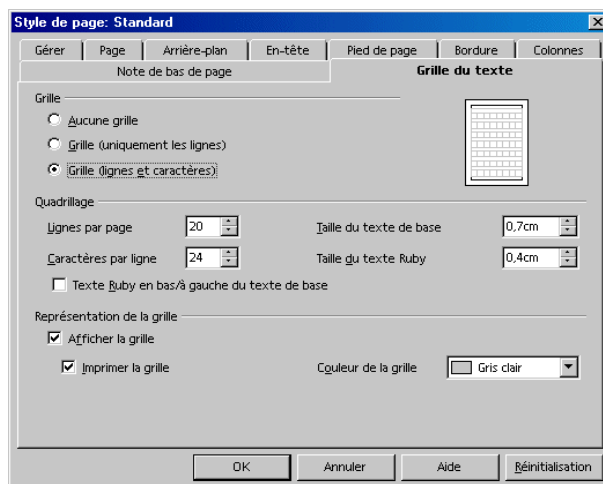 Style de page: Standard
Gérer Page Arrière-plan En-tête Pied de page Bordure Colonnes
Note de bas de page Grille du texte
Grille
Aucune grille
Grille (uniquement les lignes)
Grille (lignes et caractères)
Quadrillage
Lignes par page 20 Taille du texte de base 0,7cm
Caractères par ligne 24 Taille du texte Ruby 0,4cm
Texte Ruby en bas/à gauche du texte de base
Représentation de la grille
Afficher la grille
Imprimer la grille Couleur de la grille Gris clair
OK Annuler Aide Réinitialisation